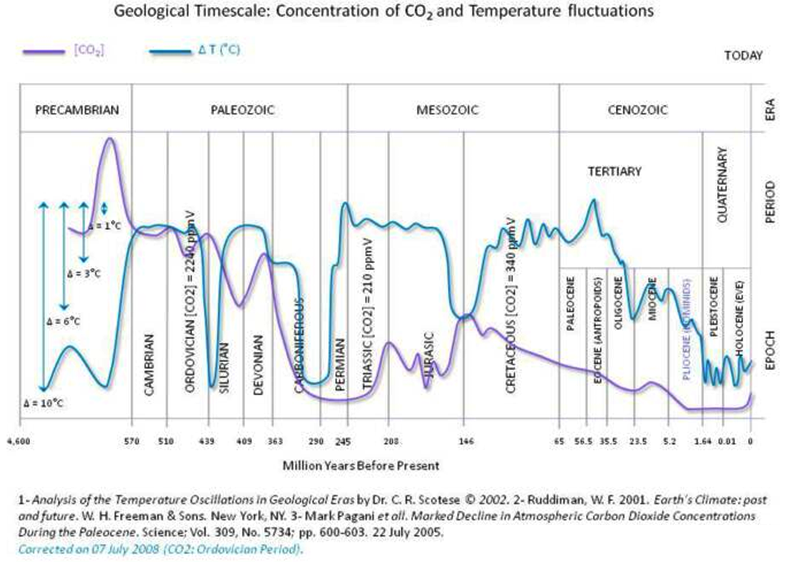 Geological Timescale: Concentration of CO2 and Temperature fluctuations
[CO2]
Δ T (°C)
TODAY
PRECAMBRIAN
PALEOZOIC
MESOZOIC
CENOZOIC
ERA
TERTIARY
QUATERNARY
PERIOD
Δ = 1°C
Δ = 3°C
Δ = 6°C
Δ = 10°C
CAMBRIAN
ORDOVICIAN [CO2] = 2240 ppmV
SILURIAN
DEVONIAN
CARBONIFEROUS
PERMIAN
TRIASSIC [CO2] = 210 ppmV
JURASIC
CRETACEOUS [CO2] = 340 ppmV
PALEOCENE
EOCENE (ANTROPOIDS)
OLIGOCENE
MIOCENE
PLIOCENE (HOMINIDS)
PLEISTOCENE
HOLOCENE (EVE)
EPOCH
4,600 570 510 439 409 363 290 245 208 146 65 56.5 35.5 23.5 5.2 1.64 0.01 0
Million Years Before Present
1- Analysis of the Temperature Oscillations in Geological Eras by Dr. C. R. Scotese © 2002. 2- Ruddiman, W. F. 2001. Earth's Climate: past
and future. W. H. Freeman & Sons. New York, NY. 3- Mark Pagani et all. Marked Decline in Atmospheric Carbon Dioxide Concentrations
During the Paleocene. Science; Vol. 309, No. 5734; pp. 600-603. 22 July 2005.
Corrected on 07 July 2008 (CO2: Ordovician Period).